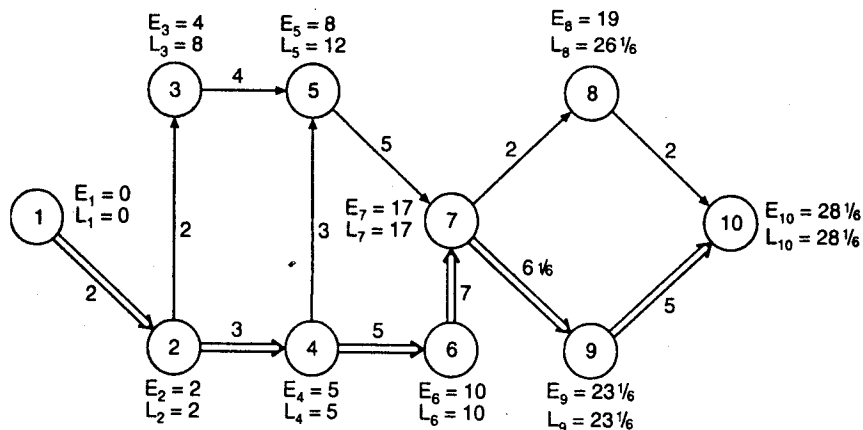 E₃ = 4
L₃ = 8
E₅ = 8
L₅ = 12
E₈ = 19
L₈ = 26 1/6
3
4
5
8
1
E₁ = 0
L₁ = 0
2
2
3
5
E₇ = 17
L₇ = 17
7
2
2
10
E₁₀ = 28 1/6
L₁₀ = 28 1/6
6 1/6
7
5
2
3
4
5
6
9
E₂ = 2
L₂ = 2
E₄ = 5
L₄ = 5
E₆ = 10
L₆ = 10
E₉ = 23 1/6
L₉ = 23 1/6